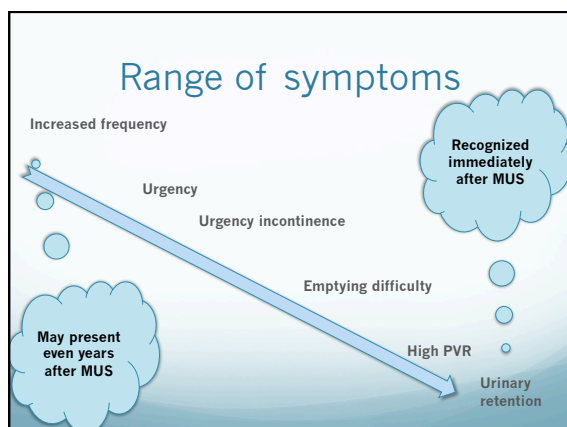 Range of symptoms
Increased frequency
Recognized
immediately
after MUS
Urgency
Urgency incontinence
Emptying difficulty
May present
even years
after MUS
High PVR
Urinary
retention